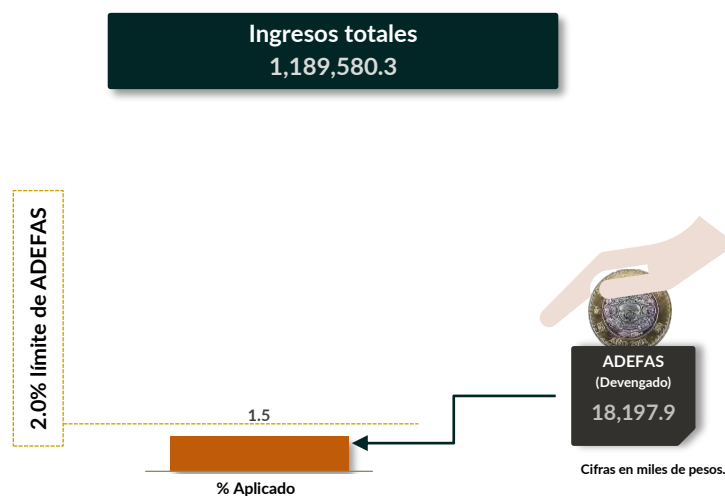 Ingresos totales
1,189,580.3
2.0% límite de ADEFAS
1.5
% Aplicado
ADEFAS
(Devengado)
18,197.9
Cifras en miles de pesos.